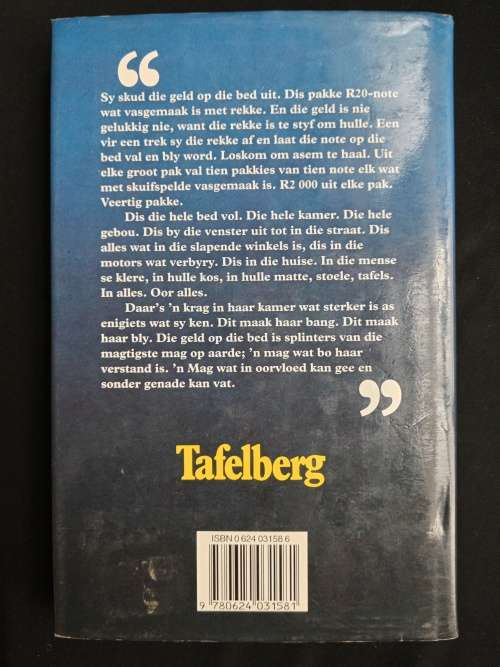 “
Sy skud die geld op die bed uit. Dis pakke R20-note
wat vasgemaak is met rekke. En die geld is nie
gelukkig nie, want die rekke is te styf om hulle. Een
vir een trek sy die rekke af en laat die note op die
bed val en bly word. Loskom om asem te haal. Uit
elke groot pak val tien pakkies van tien note elk wat
met skuifspelde vasgemaak is. R2 000 uit elke pak.
Veertig pakke.
Dis die hele bed vol. Die hele kamer. Die hele
gebou. Dis by die venster uit tot in die straat. Dis
alles wat in die slapende winkels is, dis in die
motors wat verbyry. Dis in die huise. In die mense
se klere, in hulle kos, in hulle matte, stoele, tafels.
In alles. Oor alles.
Daar's 'n krag in haar kamer wat sterker is as
enigiets wat sy ken. Dit maak haar bang. Dit maak
haar bly. Die geld op die bed is splinters van die
magtigste mag op aarde; 'n mag wat bo haar
verstand is. 'n Mag wat in oorvloed kan gee en
sonder genade kan vat.
”
Tafelberg
ISBN 0 624 03158 6
9 780624 031581